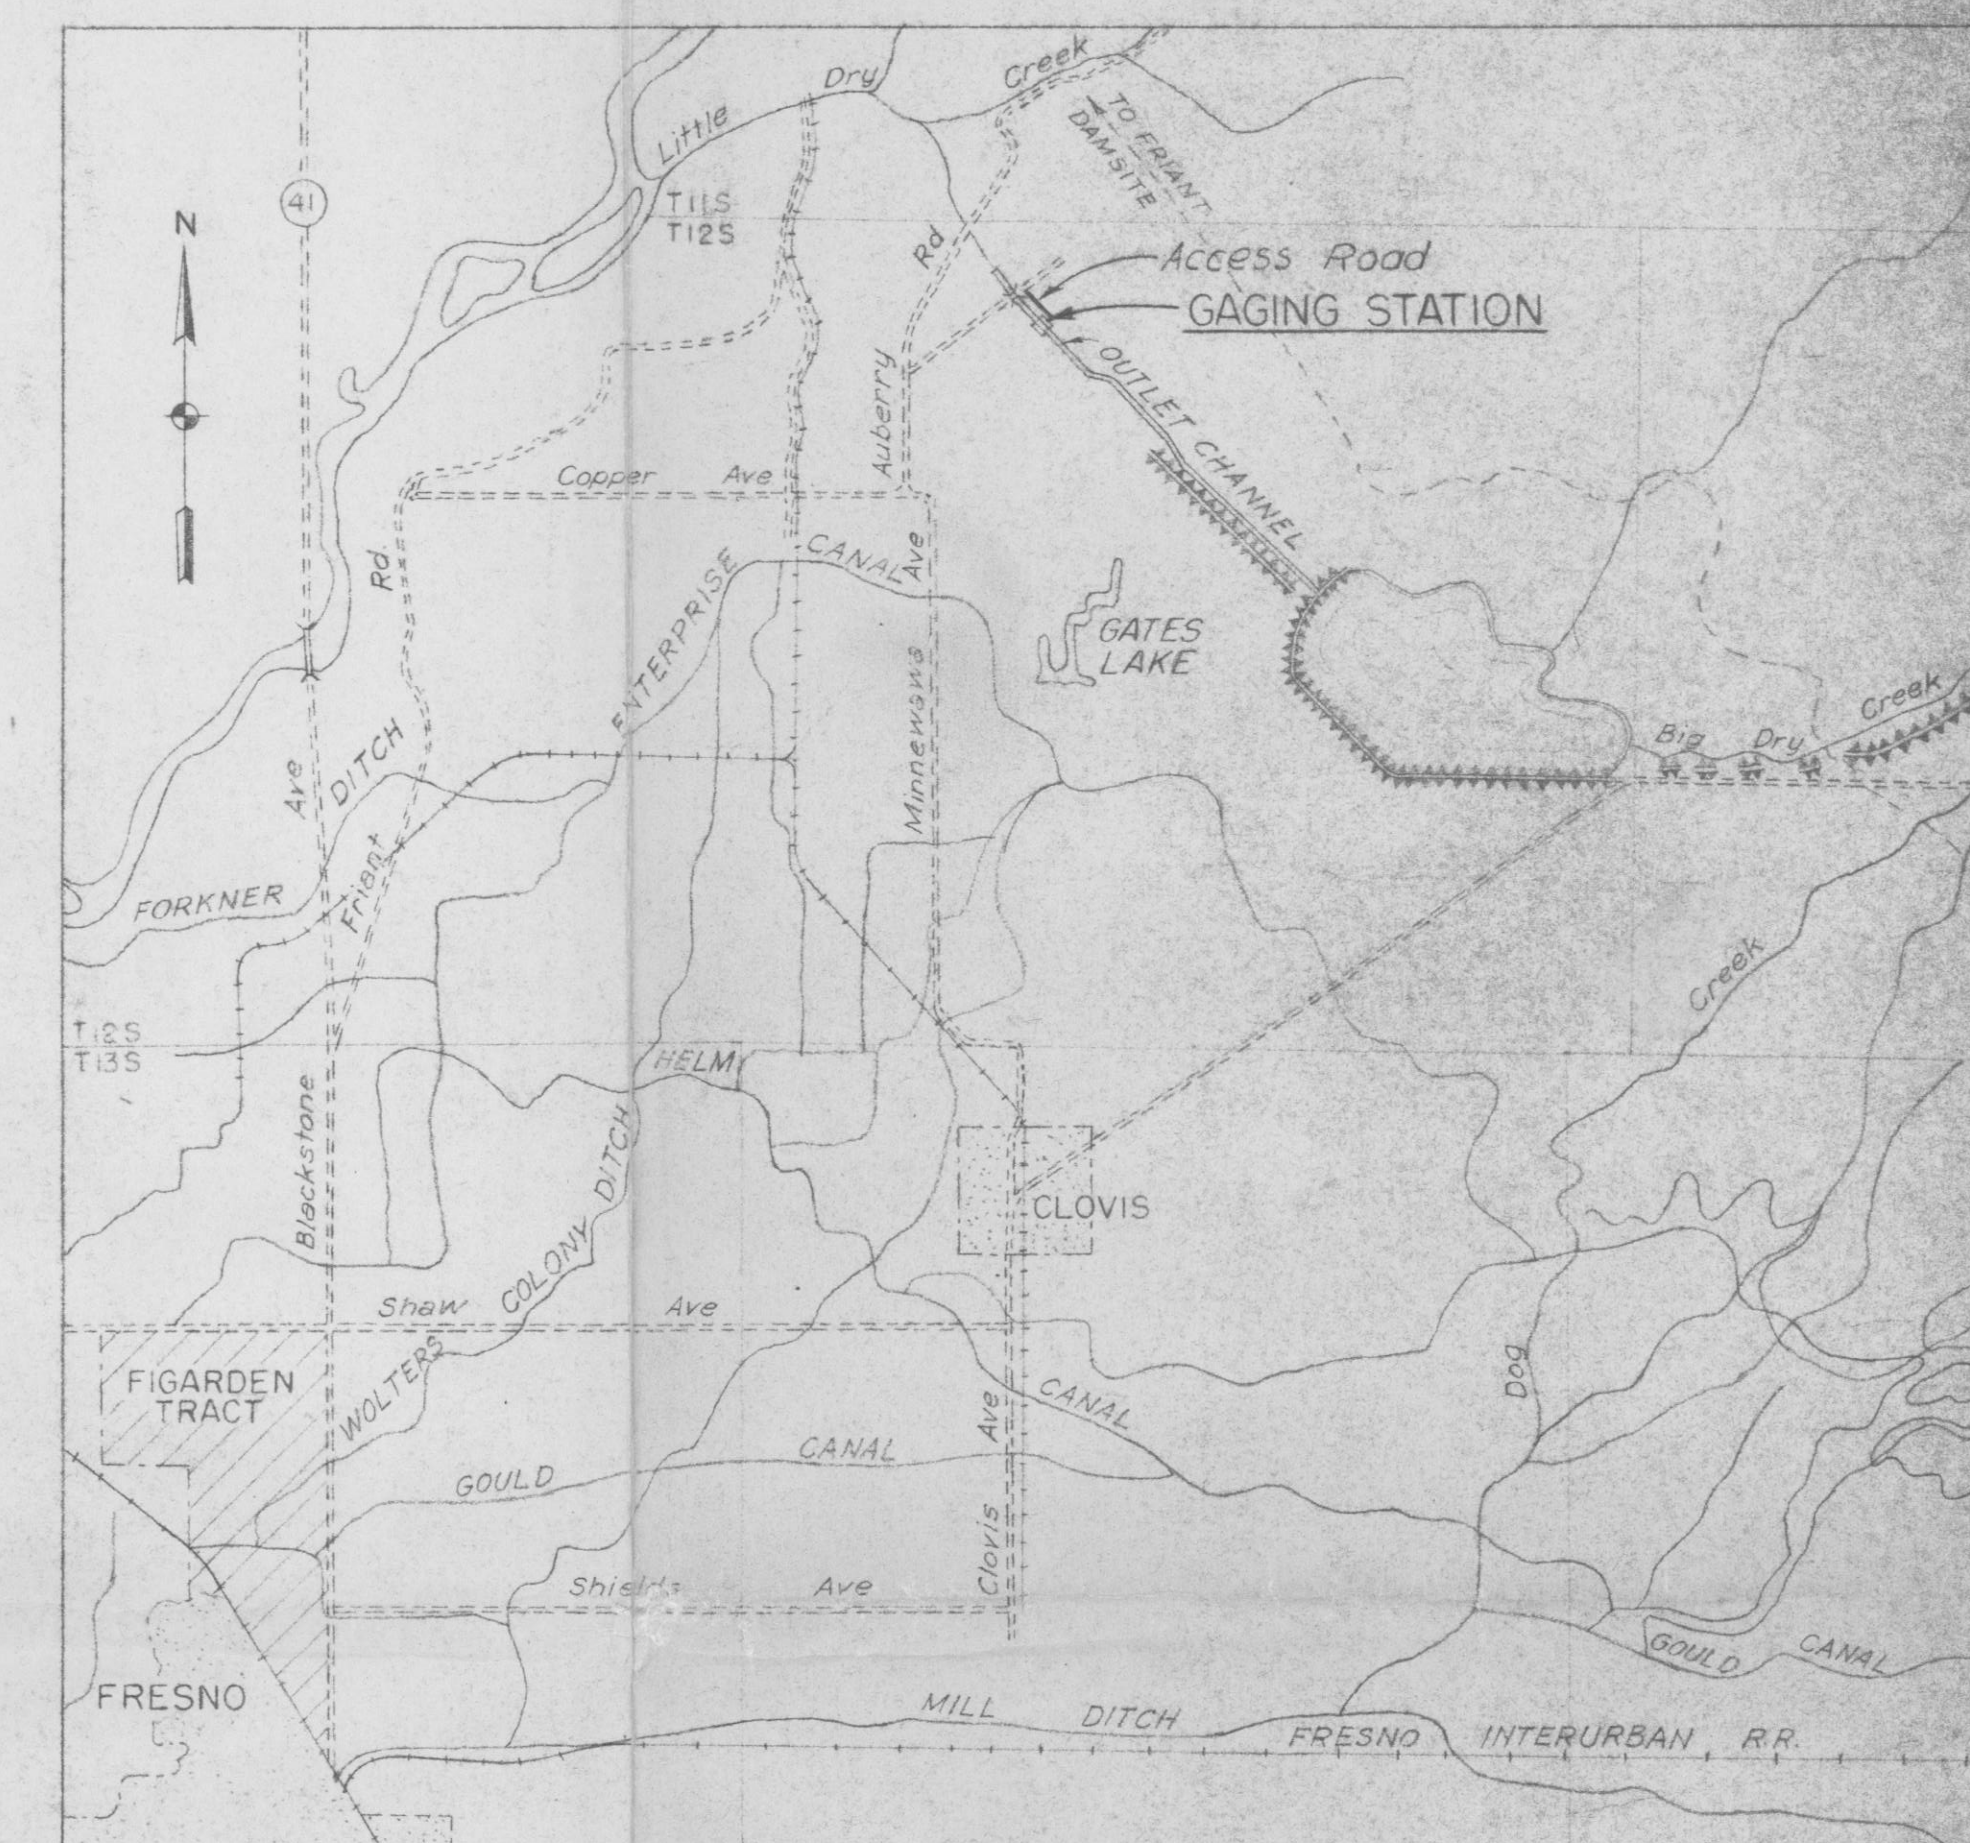 Little Dry Creek
41
N
TO FRIANT
DAMSITE
T11S
T12S
Rd
Access Road
GAGING STATION
Auberry
OUTLET CHANNEL
Copper Ave
Rd.
ENTERPRISE CANAL
Ave
GATES
LAKE
Minnewawa
Creek
Big Dry
Ave
DITCH
Friant
FORKNER
Creek
T12S
T13S
HELM
Blackstone
DITCH
CLOVIS
COLONY
Shaw Ave
FIGARDEN
TRACT
WOLTERS
Dog
CANAL
Ave
CANAL
GOULD
Clovis
Shields Ave
GOULD CANAL
FRESNO
MILL DITCH
FRESNO INTERURBAN R.R.